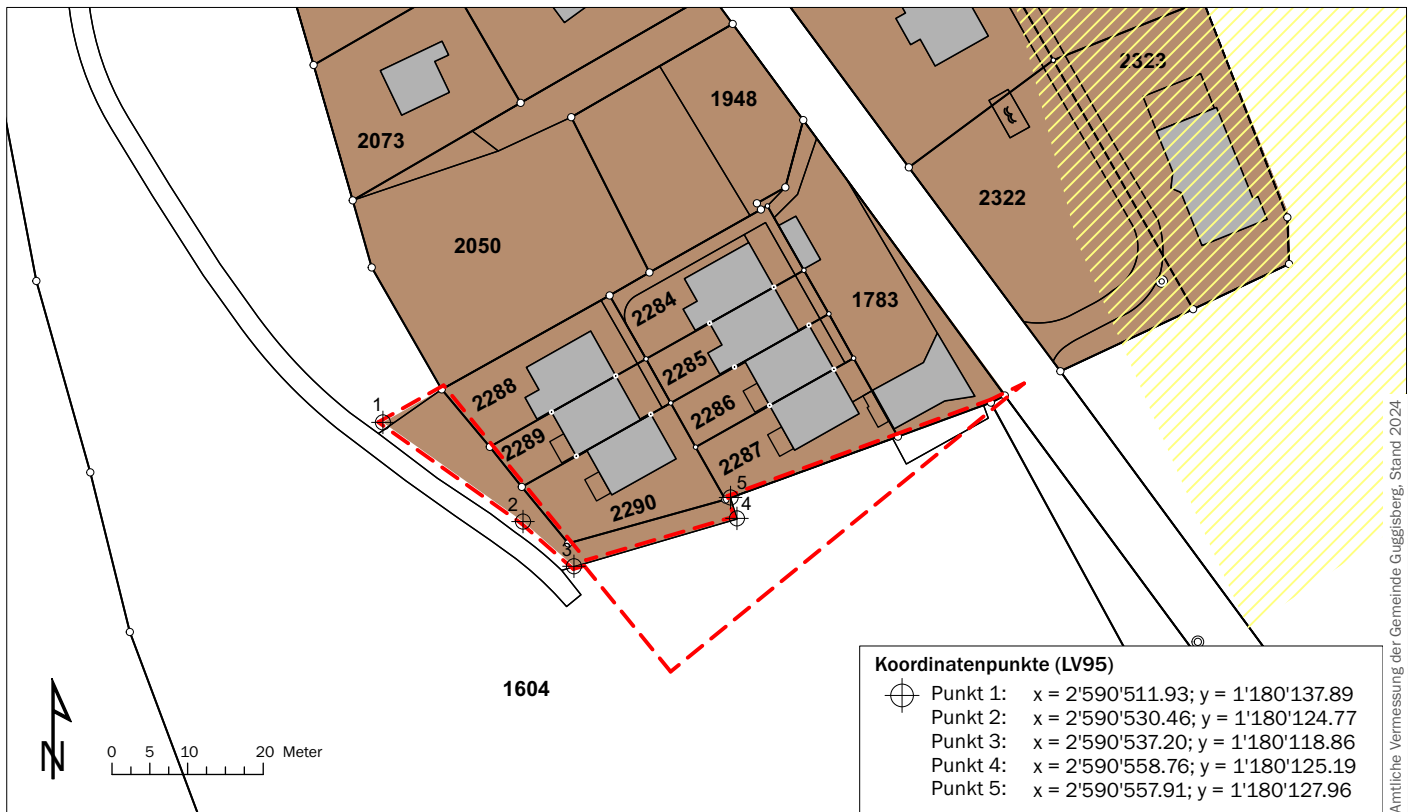 2323
1948
2073
2322
2050
1783
2284
2285
2288
2286
2289
2287
2290
1
2
3
4
5
1604
N
0 5 10 20 Meter
Koordinatenpunkte (LV95)
Punkt 1: x = 2'590'511.93; y = 1'180'137.89
Punkt 2: x = 2'590'530.46; y = 1'180'124.77
Punkt 3: x = 2'590'537.20; y = 1'180'118.86
Punkt 4: x = 2'590'558.76; y = 1'180'125.19
Punkt 5: x = 2'590'557.91; y = 1'180'127.96
Amtliche Vermessung der Gemeinde Guggisberg, Stand 2024